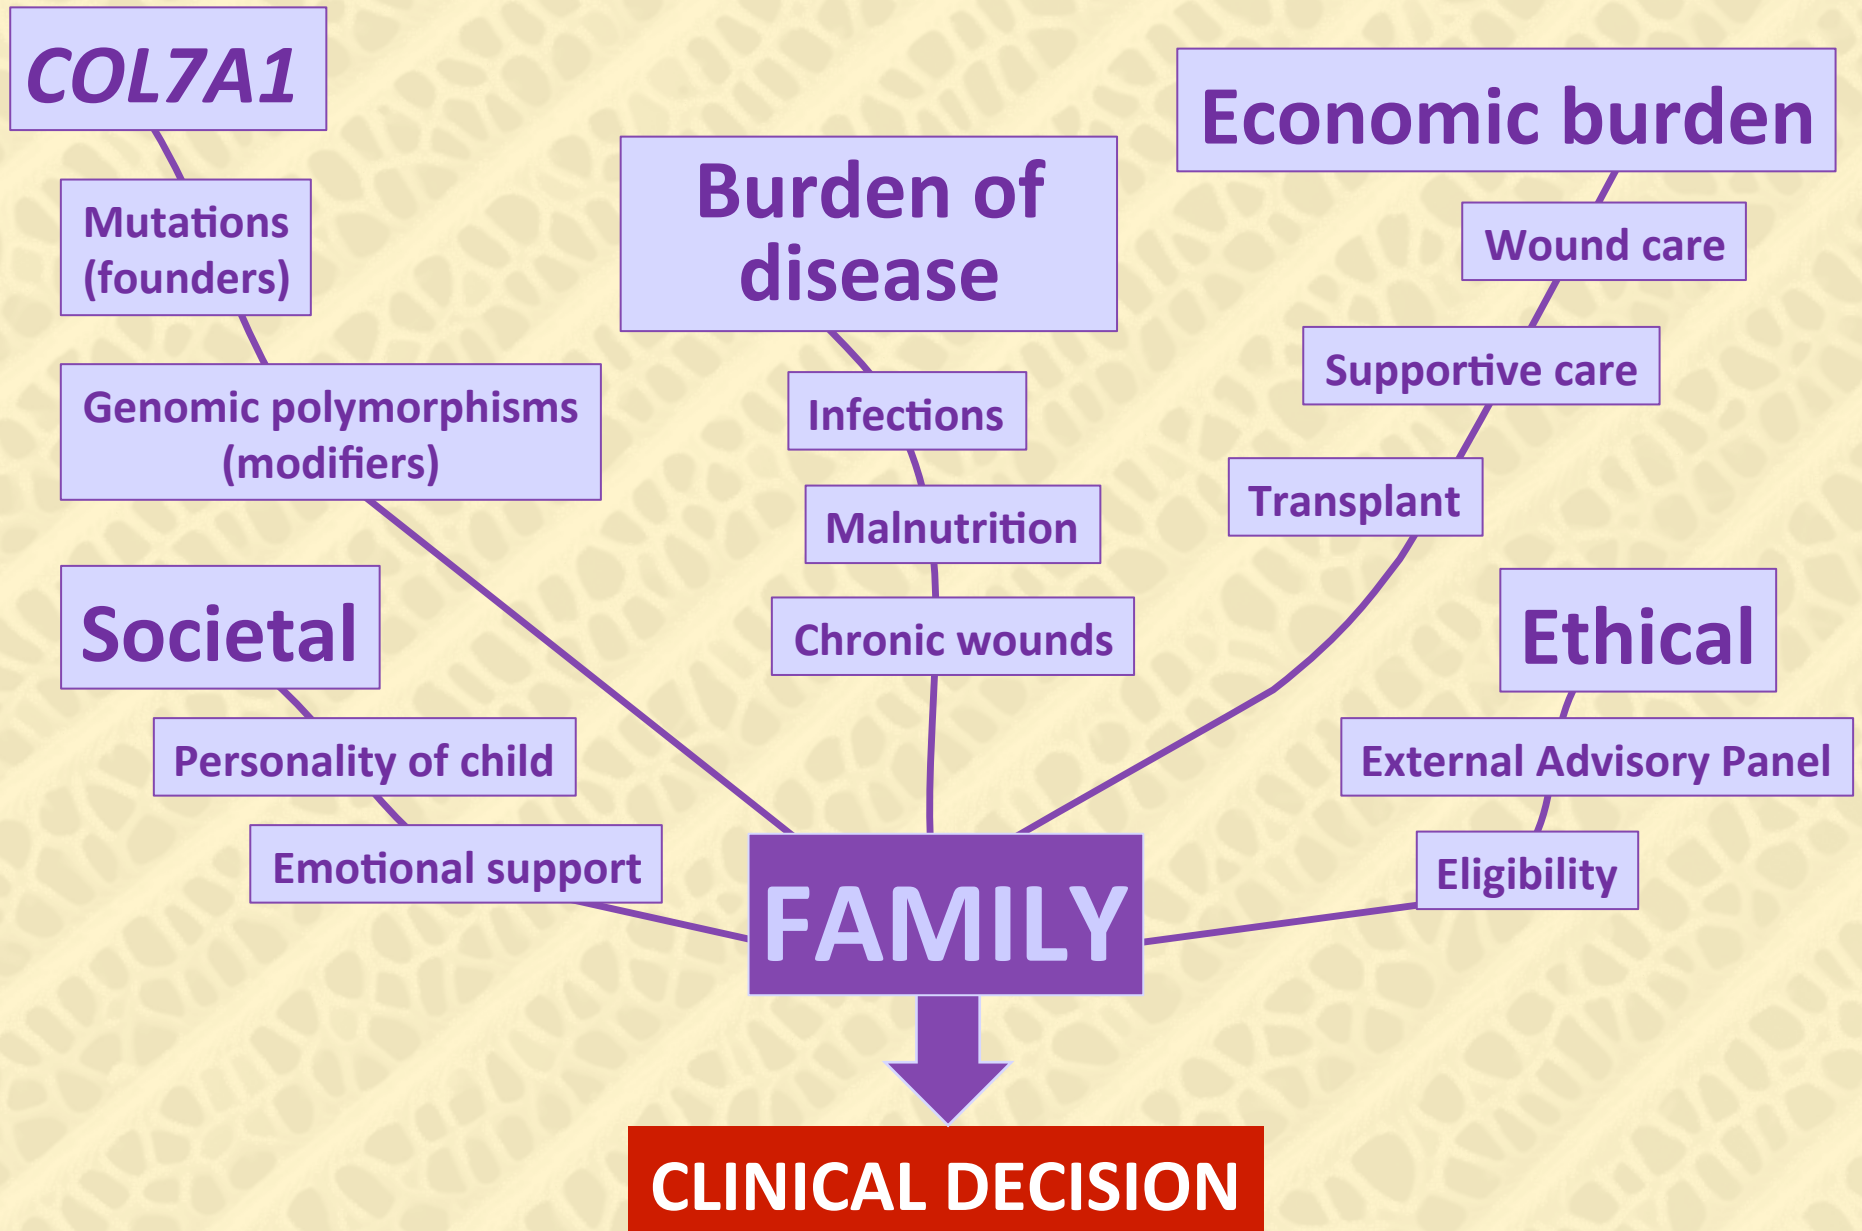 COL7A1
Mutations
(founders)
Genomic polymorphisms
(modifiers)
Burden of
disease
Infections
Malnutrition
Chronic wounds
Economic burden
Wound care
Supportive care
Transplant
Societal
Personality of child
Emotional support
Ethical
External Advisory Panel
Eligibility
FAMILY
CLINICAL DECISION